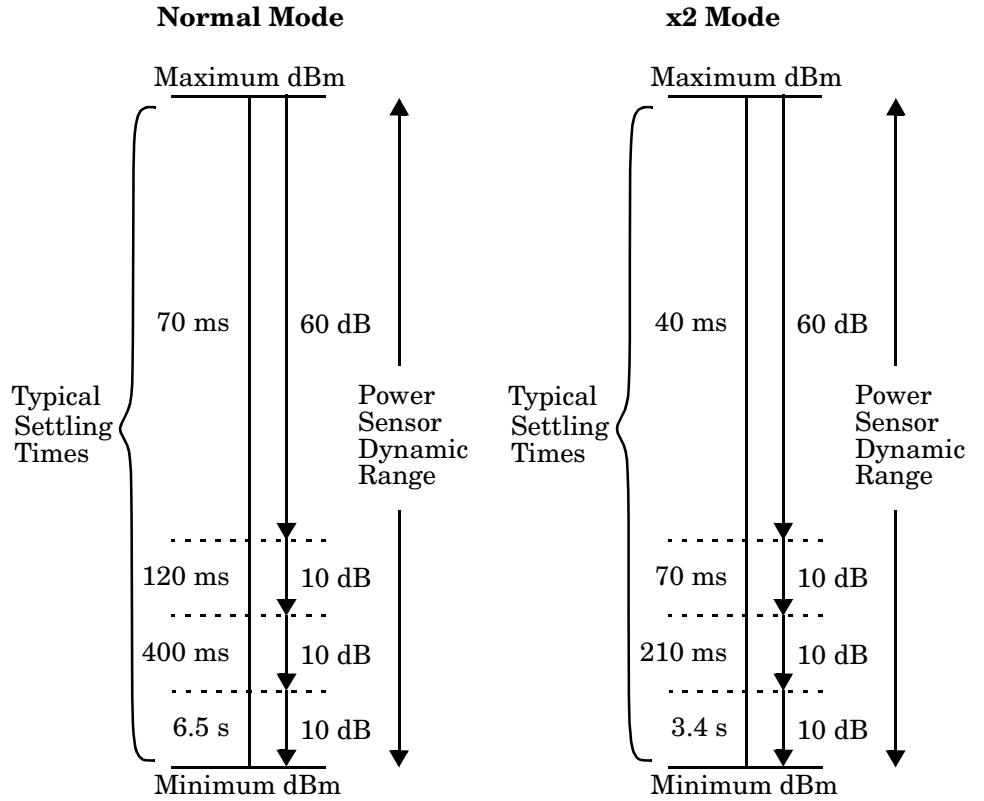 Normal Mode
Maximum dBm
70 ms
60 dB
Typical
Settling
Times
Power
Sensor
Dynamic
Range
120 ms
10 dB
400 ms
10 dB
6.5 s
10 dB
Minimum dBm
x2 Mode
Maximum dBm
40 ms
60 dB
Typical
Settling
Times
Power
Sensor
Dynamic
Range
70 ms
10 dB
210 ms
10 dB
3.4 s
10 dB
Minimum dBm